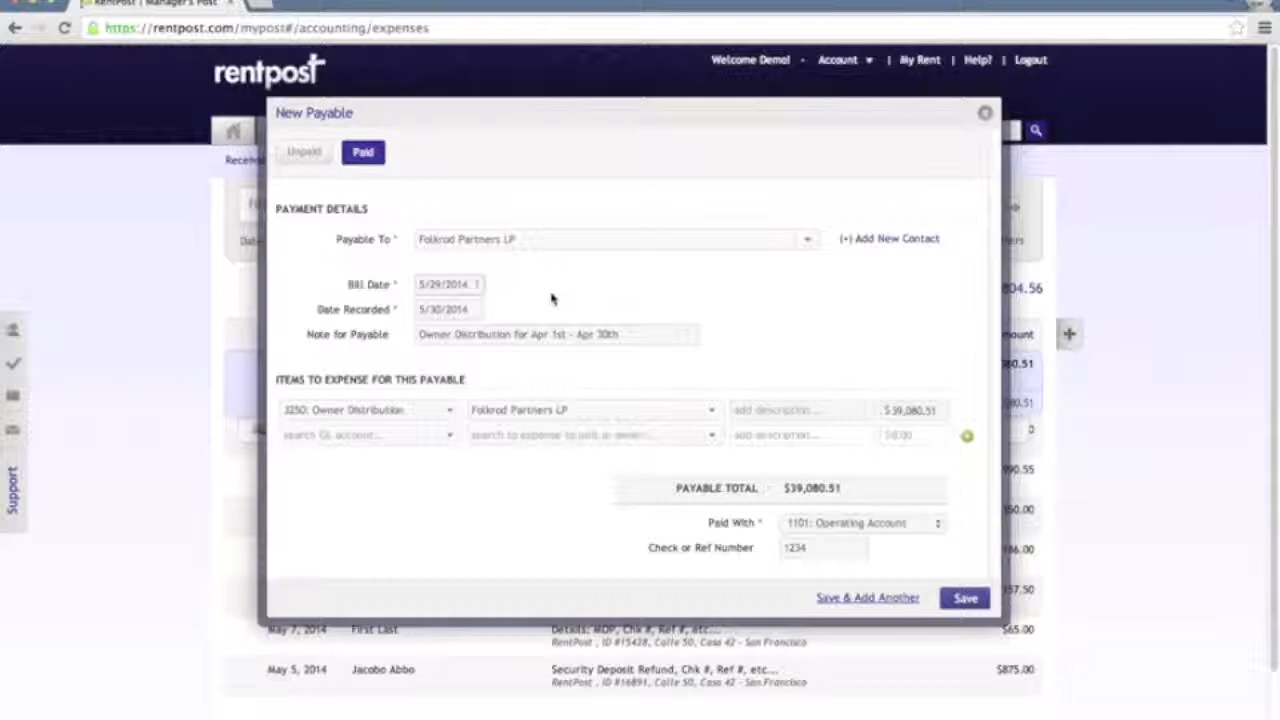 RentPost | Manager's Post
https://rentpost.com/mypost#/accounting/expenses
rentpost
Welcome Demo! - Account | My Rent | Help? | Logout
New Payable
Unpaid Paid
PAYMENT DETAILS
Payable To * Folkrod Partners LP (+) Add New Contact
Bill Date * 5/29/2014
Date Recorded * 5/30/2014
Note for Payable Owner Distribution for Apr 1st - Apr 30th
ITEMS TO EXPENSE FOR THIS PAYABLE
3250: Owner Distribution Folkrod Partners LP add description... $39,080.51
search GL account... search to expense to unit or owner... add description... $0.00
PAYABLE TOTAL $39,080.51
Paid With * 1101: Operating Account
Check or Ref Number 1234
Save & Add Another Save
Support
May 7, 2014 First Last Details: MOP, Chk #, Ref #, etc... $65.00
RentPost , ID #15428, Calle 50, Casa 42 - San Francisco
May 5, 2014 Jacobo Abbo Security Deposit Refund, Chk #, Ref #, etc... $875.00
RentPost , ID #16891, Calle 50, Casa 42 - San Francisco